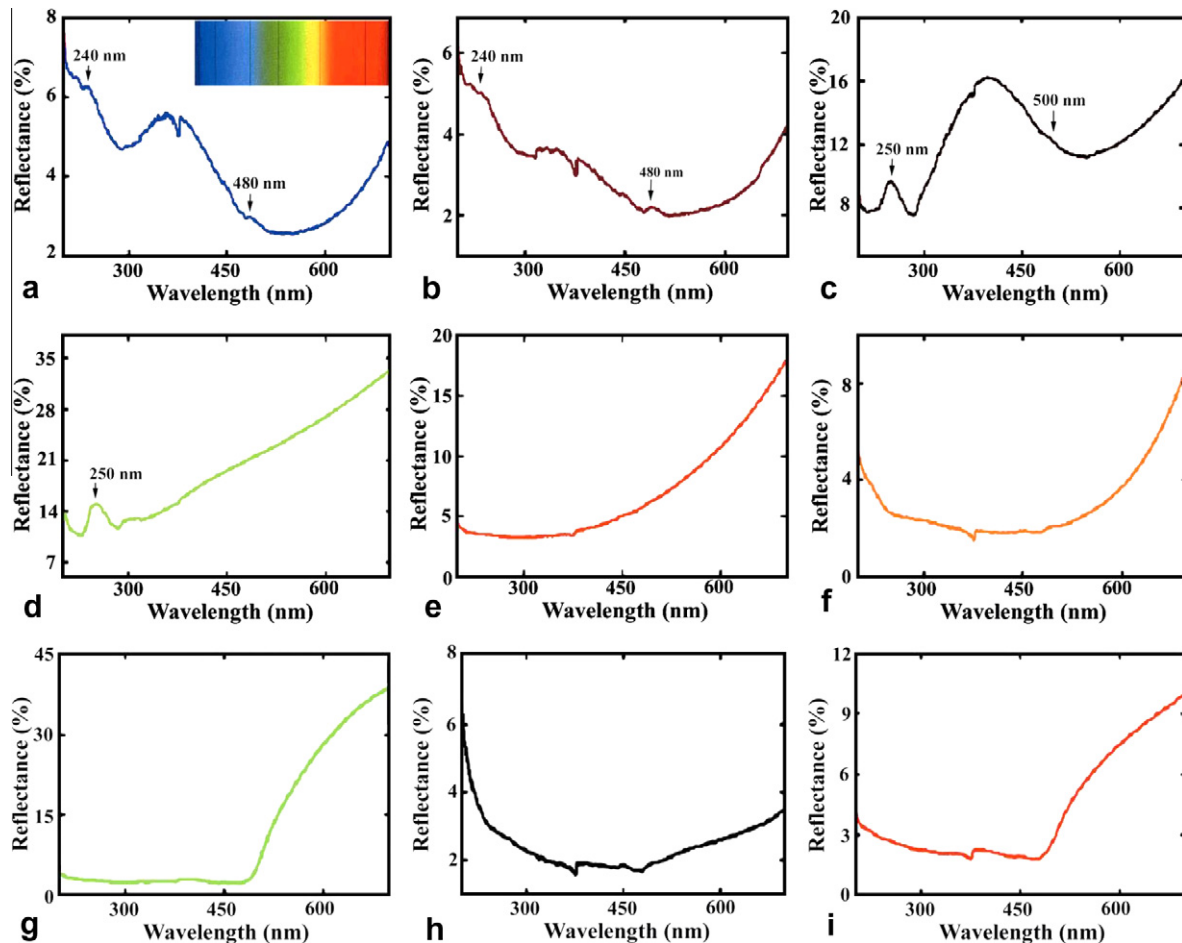 8
6
4
2
Reflectance (%)
240 nm
480 nm
300 450 600
a Wavelength (nm)
6
4
2
Reflectance (%)
240 nm
480 nm
300 450 600
b Wavelength (nm)
20
16
12
8
Reflectance (%)
250 nm
500 nm
300 450 600
c Wavelength (nm)
35
28
21
14
7
Reflectance (%)
250 nm
300 450 600
d Wavelength (nm)
20
15
10
5
0
Reflectance (%)
300 450 600
e Wavelength (nm)
8
4
0
Reflectance (%)
300 450 600
f Wavelength (nm)
45
30
15
0
Reflectance (%)
300 450 600
g Wavelength (nm)
8
6
4
2
Reflectance (%)
300 450 600
h Wavelength (nm)
12
9
6
3
0
Reflectance (%)
300 450 600
i Wavelength (nm)